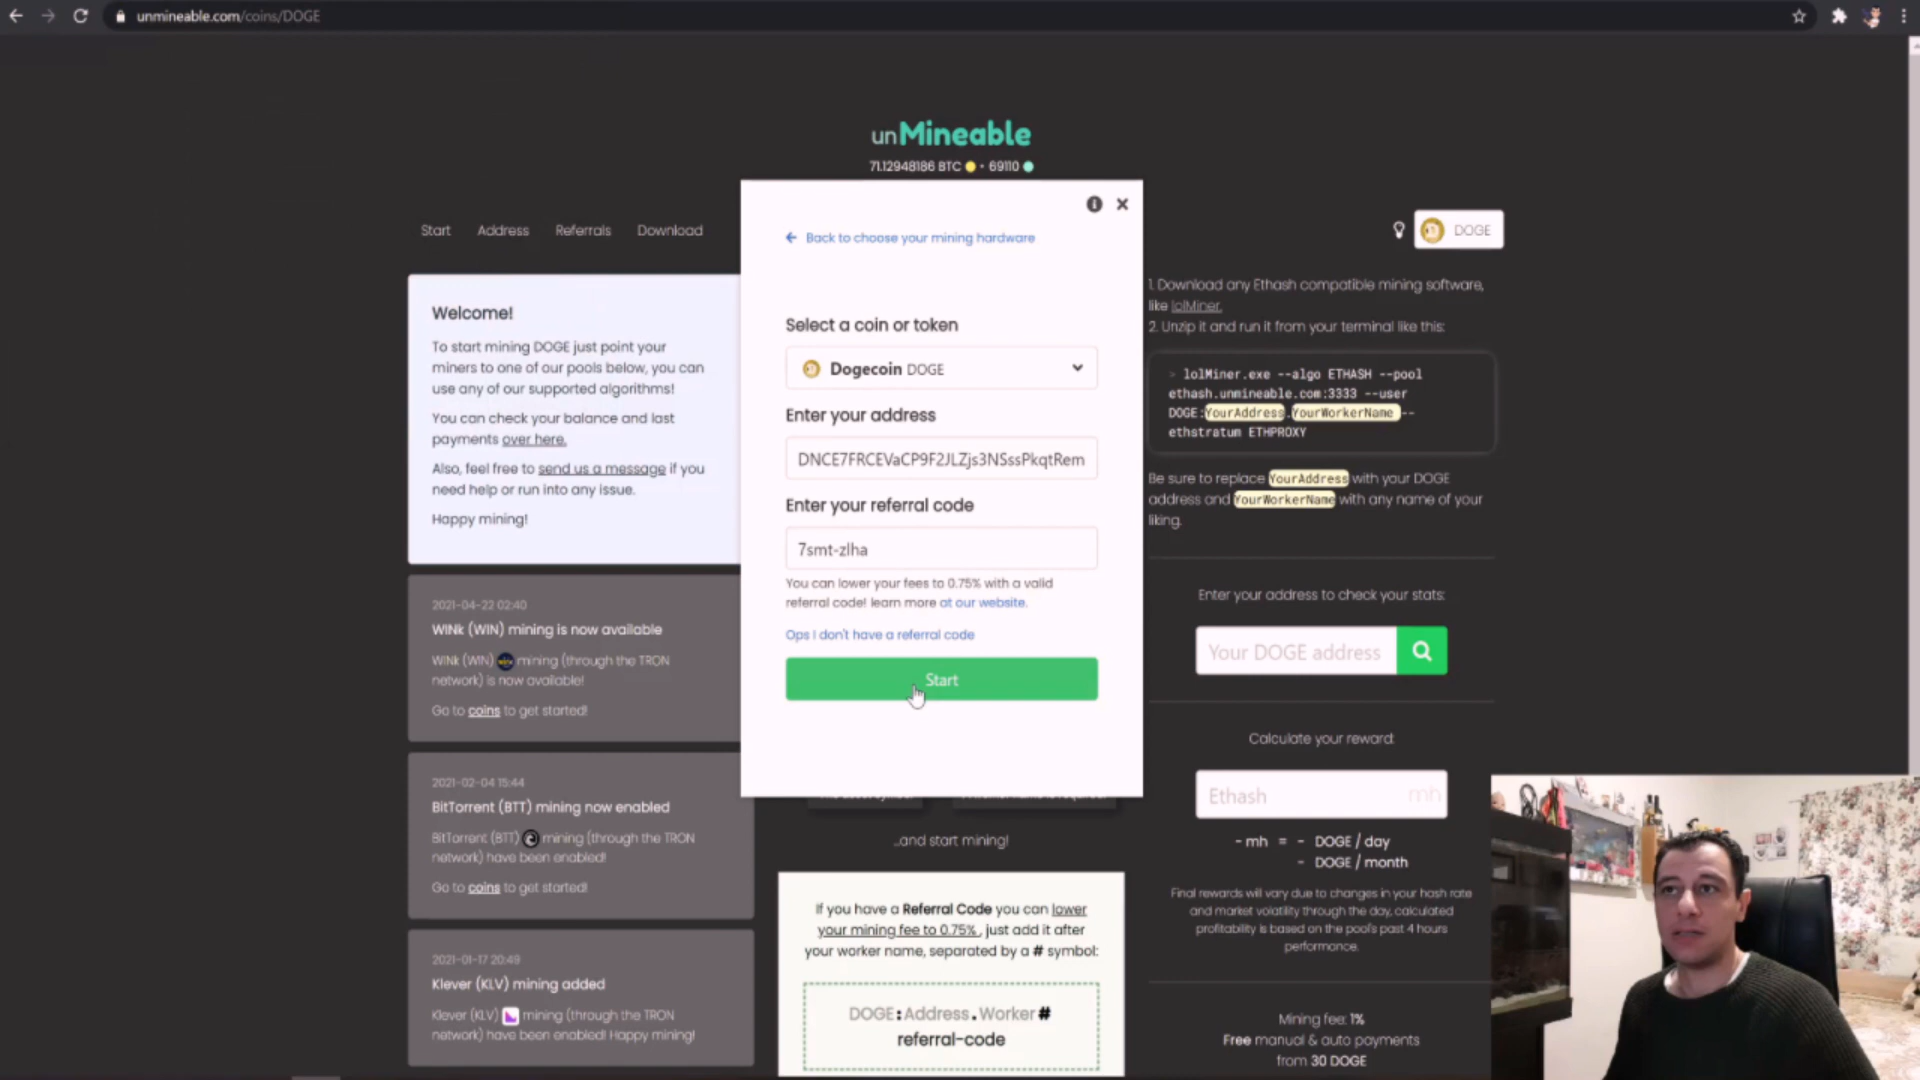 unmineable.com/coins/DOGE
unMineable
71.12948186 BTC • 69110
Start
Address
Referrals
Download
DOGE
Welcome!
To start mining DOGE just point your
miners to one of our pools below, you can
use any of our supported algorithms!
You can check your balance and last
payments over here.
Also, feel free to send us a message if you
need help or run into any issue.
Happy mining!
2021-04-22 02:40
WINk (WIN) mining is now available
WINk (WIN) mining (through the TRON
network) is now available!
Go to coins to get started!
2021-02-04 15:44
BitTorrent (BTT) mining now enabled
BitTorrent (BTT) mining (through the TRON
network) have been enabled!
Go to coins to get started!
2021-01-17 20:49
Klever (KLV) mining added
Klever (KLV) mining (through the TRON
network) have been enabled! Happy mining!
Back to choose your mining hardware
Select a coin or token
Dogecoin DOGE
Enter your address
DNCE7FRCEVaCP9F2JLZjs3NSssPkqtRem
Enter your referral code
7smt-zlha
You can lower your fees to 0.75% with a valid
referral code! learn more at our website.
Ops I don't have a referral code
Start
...and start mining!
If you have a Referral Code you can lower
your mining fee to 0.75% , just add it after
your worker name, separated by a # symbol:
DOGE:Address.Worker#
referral-code
1. Download any Ethash compatible mining software,
like lolMiner.
2. Unzip it and run it from your terminal like this:
> lolMiner.exe --algo ETHASH --pool
ethash.unmineable.com:3333 --user
DOGE:YourAddress.YourWorkerName --
ethstratum ETHPROXY
Be sure to replace YourAddress with your DOGE
address and YourWorkerName with any name of your
liking.
Enter your address to check your stats:
Your DOGE address
Calculate your reward:
Ethash mh
- mh = - DOGE / day
- DOGE / month
Final rewards will vary due to changes in your hash rate
and market volatility through the day, calculated
profitability is based on the pool's past 4 hours
performance.
Mining fee: 1%
Free manual & auto payments
from 30 DOGE